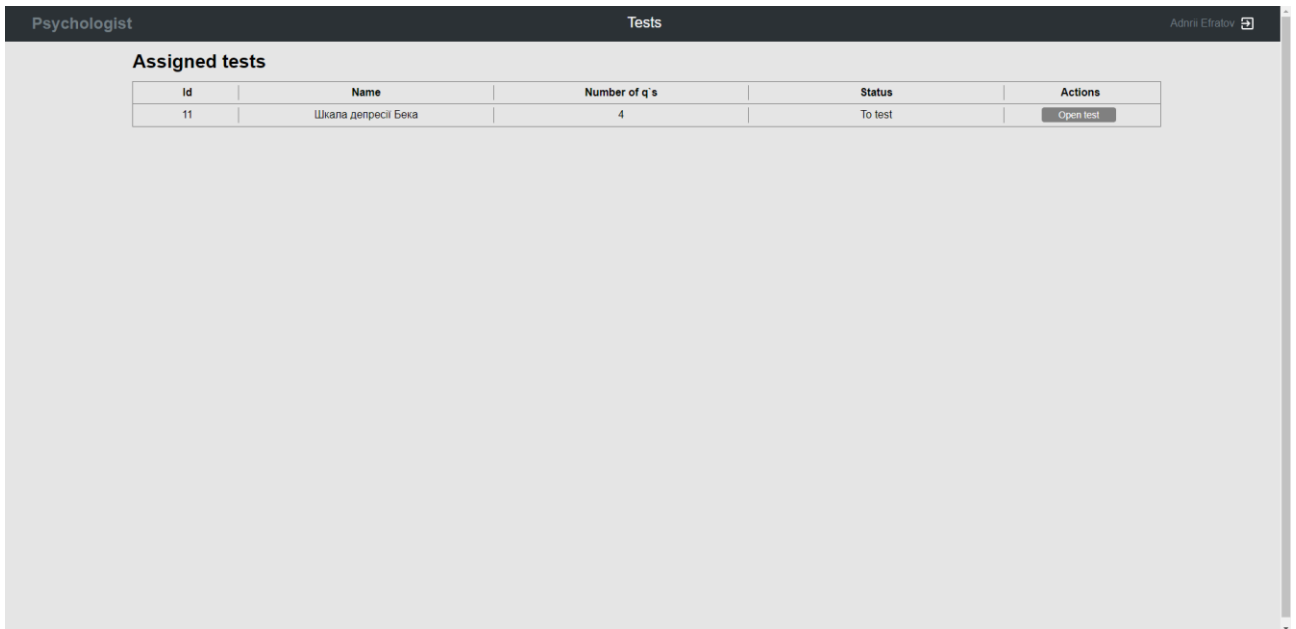 Psychologist Tests Adnrii Efratov
Assigned tests
Id Name Number of q`s Status Actions
11 Шкала депресії Бека 4 To test Open test